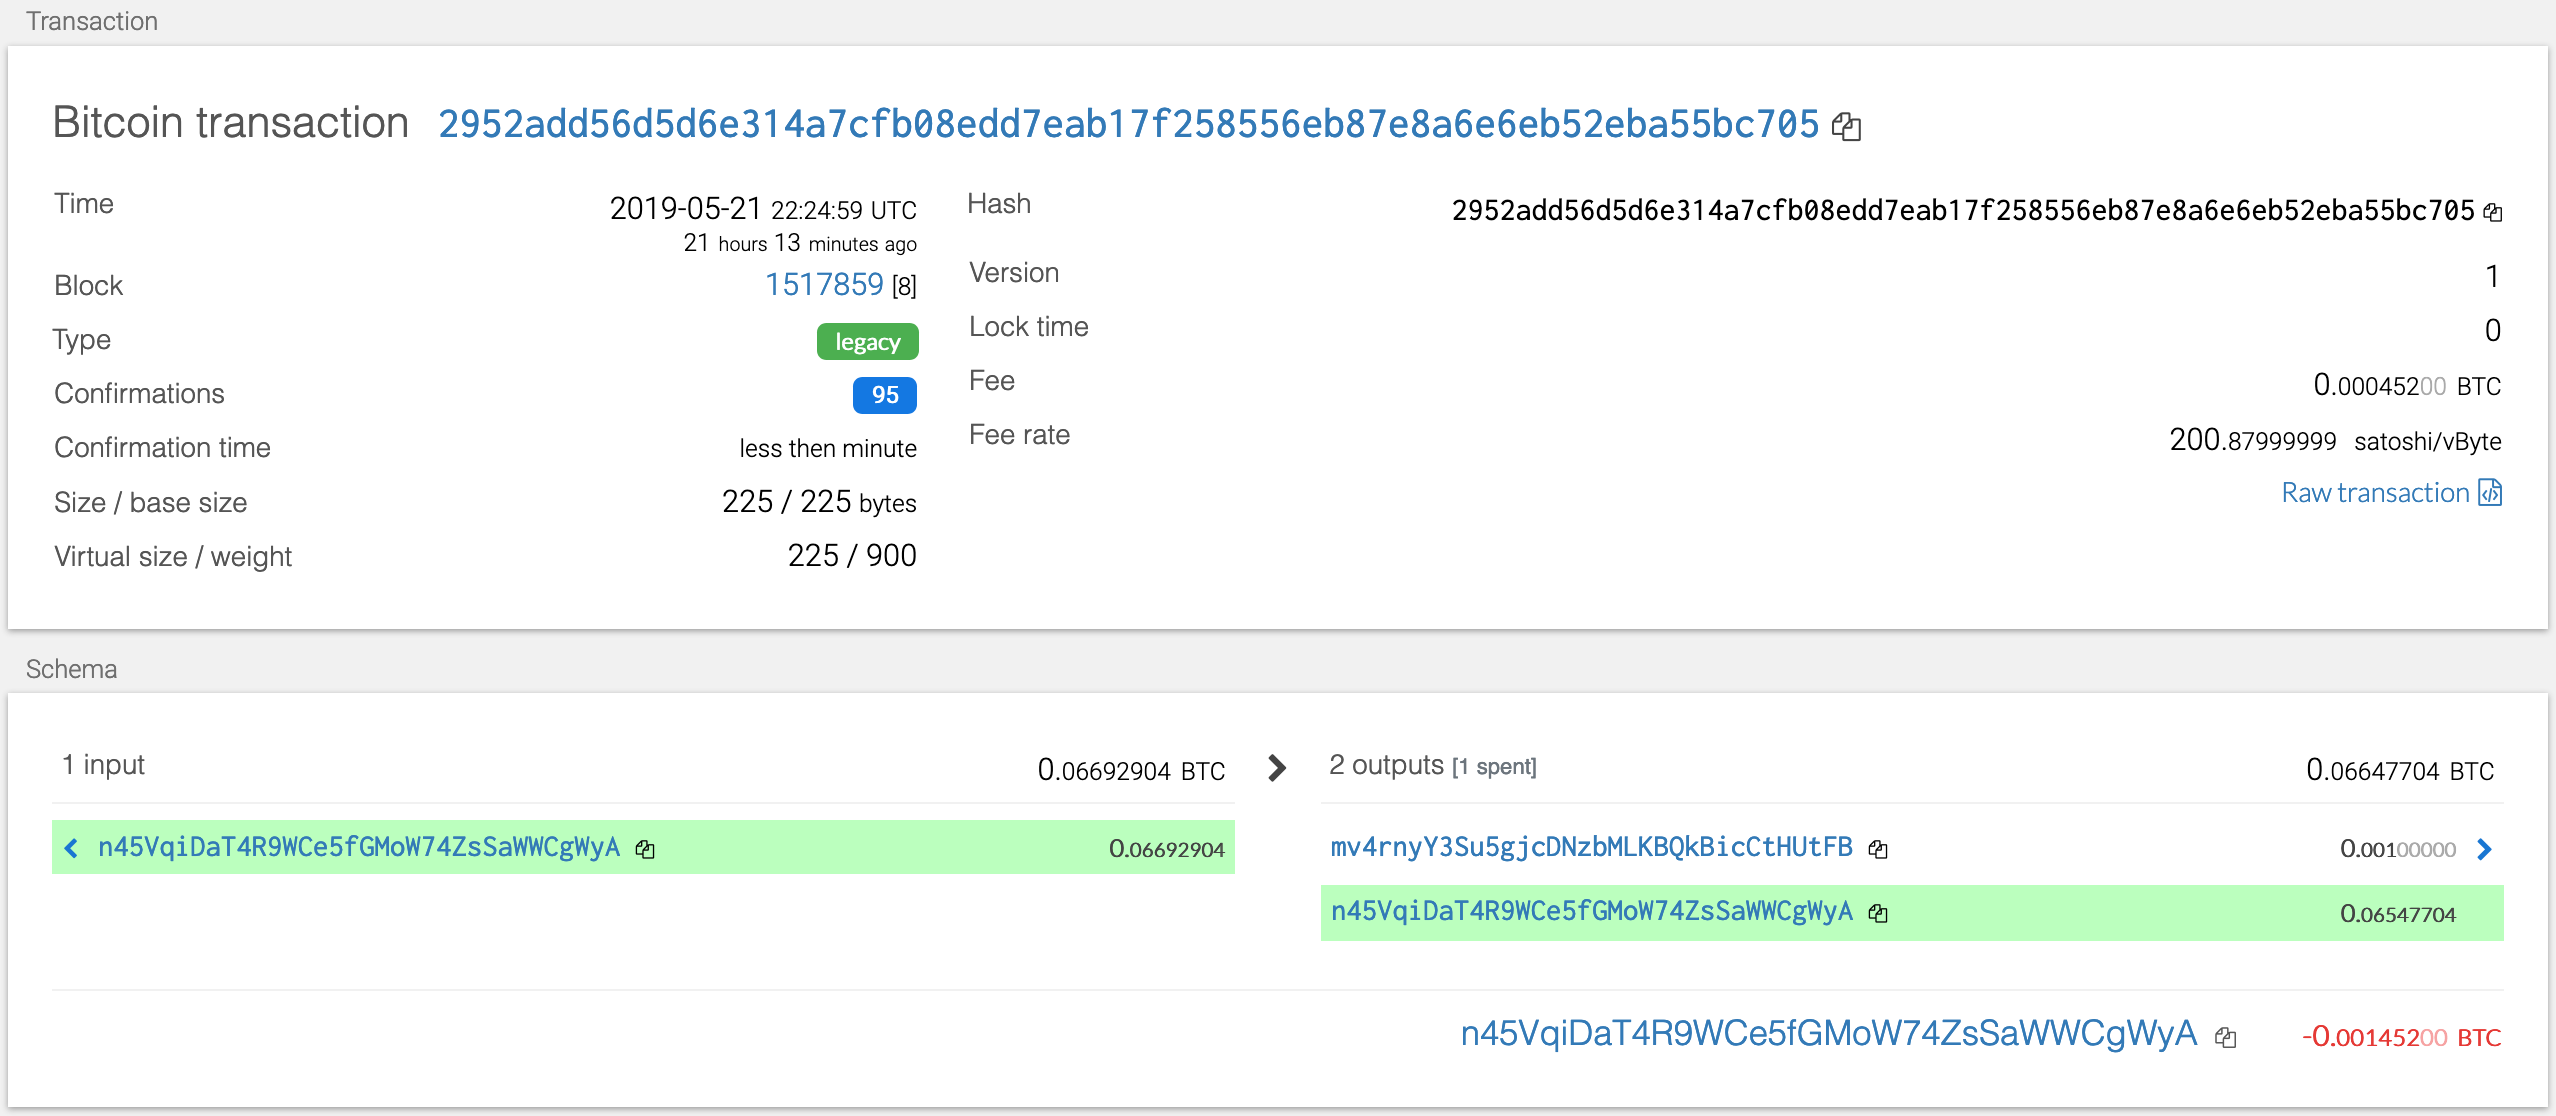 Transaction
Bitcoin transaction 2952add56d5d6e314a7cfb08edd7eab17f258556eb87e8a6e6eb52eba55bc705
Time 2019-05-21 22:24:59 UTC
21 hours 13 minutes ago
Block 1517859 [8]
Type legacy
Confirmations 95
Confirmation time less then minute
Size / base size 225 / 225 bytes
Virtual size / weight 225 / 900
Hash 2952add56d5d6e314a7cfb08edd7eab17f258556eb87e8a6e6eb52eba55bc705
Version 1
Lock time 0
Fee 0.00045200 BTC
Fee rate 200.87999999 satoshi/vByte
Raw transaction
Schema
1 input 0.06692904 BTC
n45VqiDaT4R9WCe5fGMoW74ZsSaWWCgWyA 0.06692904
2 outputs [1 spent] 0.06647704 BTC
mv4rnyY3Su5gjcDNzbMLKBQkBicCtHUtFB 0.00100000
n45VqiDaT4R9WCe5fGMoW74ZsSaWWCgWyA 0.06547704
n45VqiDaT4R9WCe5fGMoW74ZsSaWWCgWyA -0.00145200 BTC